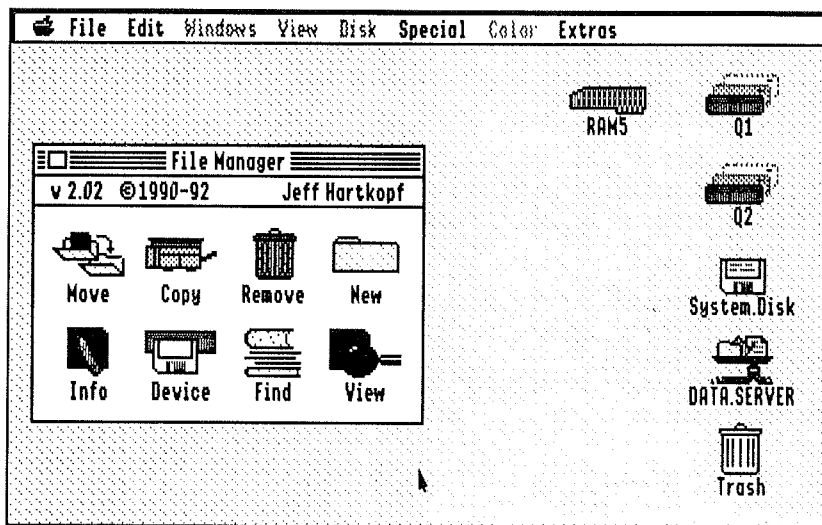 File Edit Windows View Disk Special Color Extras
RAM5
Q1
File Manager
v 2.02 ©1990-92 Jeff Hartkopf
Q2
Move Copy Remove New
System.Disk
Info Device Find View
DATA.SERVER
Trash